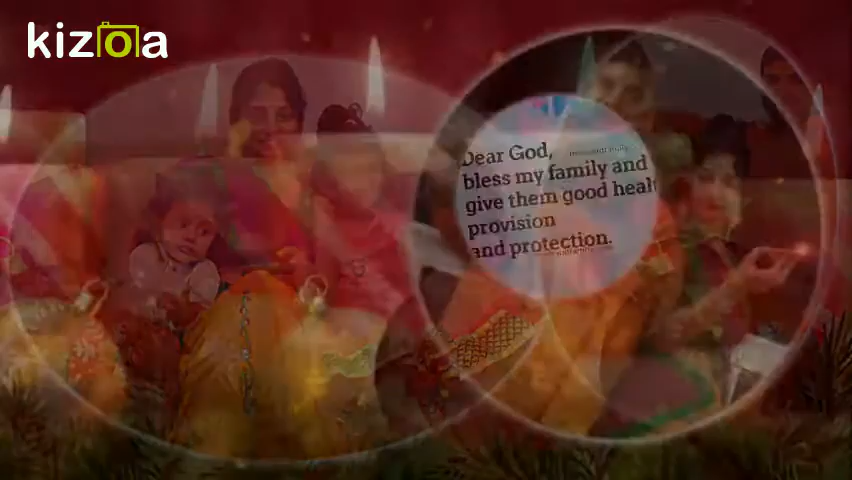 kizoa
Dear God,
bless my family and
give them good healt
provision
and protection.